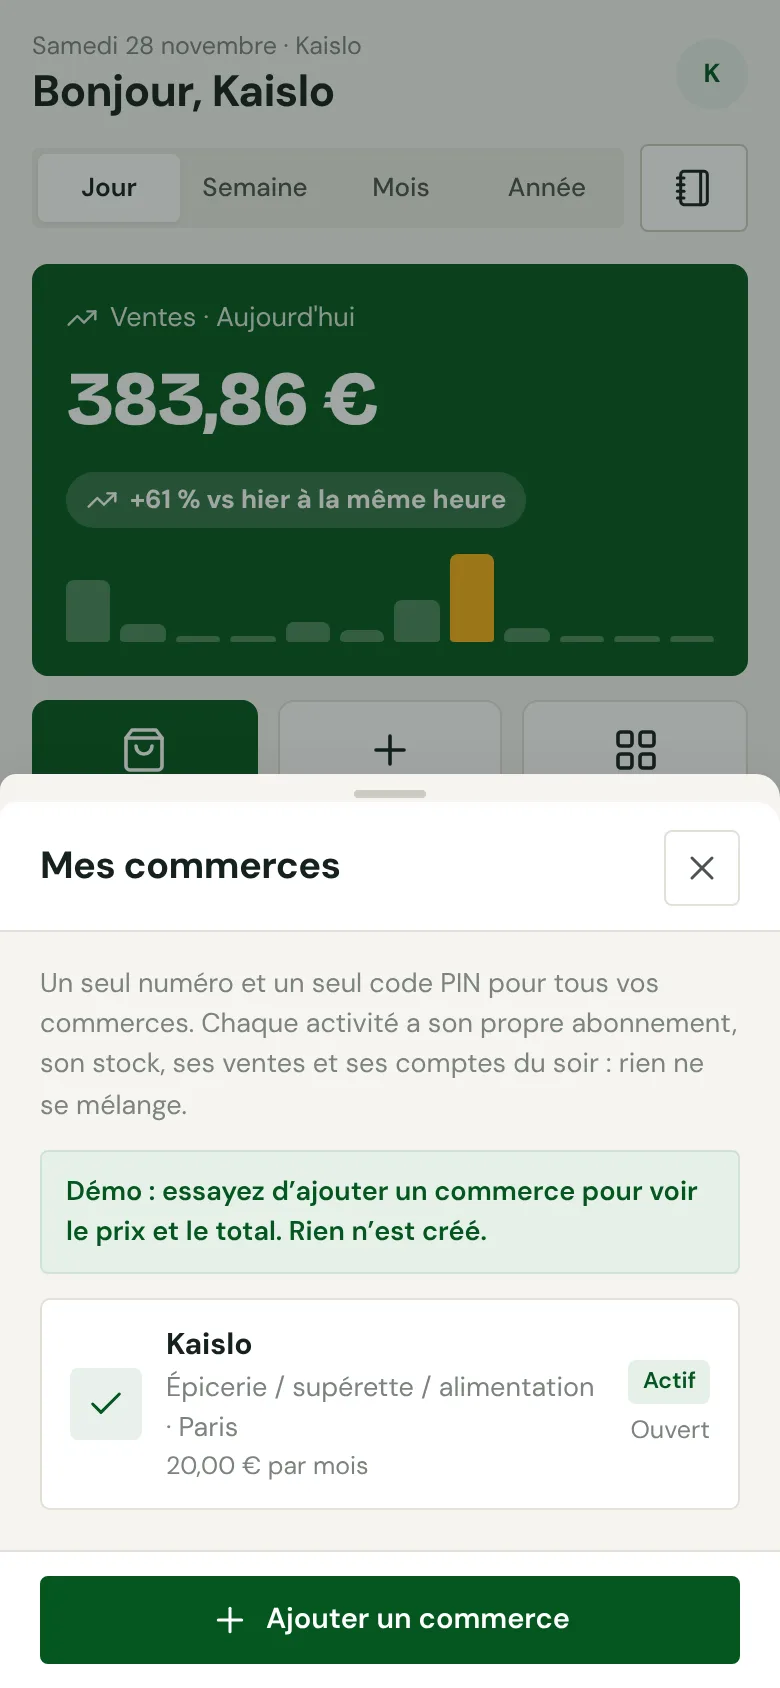 Samedi 28 novembre · Kaislo
Bonjour, Kaislo
K
Jour
Semaine
Mois
Année
Ventes · Aujourd'hui
383,86 €
+61 % vs hier à la même heure
Mes commerces
Un seul numéro et un seul code PIN pour tous vos
commerces. Chaque activité a son propre abonnement,
son stock, ses ventes et ses comptes du soir : rien ne
se mélange.
Démo : essayez d’ajouter un commerce pour voir
le prix et le total. Rien n’est créé.
Kaislo
Épicerie / supérette / alimentation
· Paris
20,00 € par mois
Actif
Ouvert
Ajouter un commerce